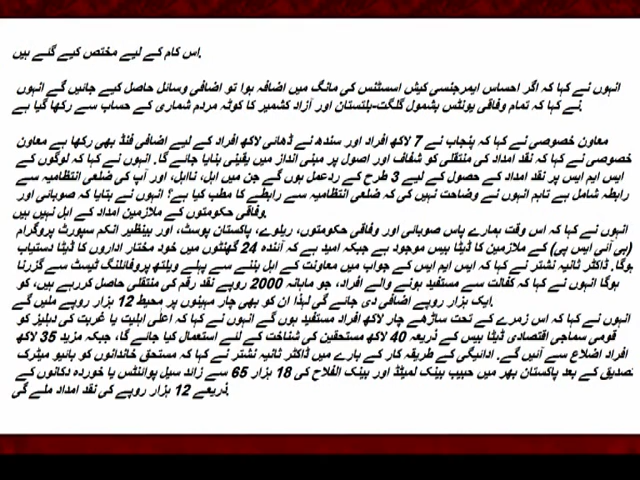 اس کام کے لیے مختص کیے گئے ہیں.
انہوں نے کہا کہ اگر احساس ایمرجنسی کیش اسسٹنس کی مانگ میں اضافہ ہوا تو اضافی وسائل حاصل کیے جائیں گے انہوں
نے کہا کہ تمام وفاقی یونٹس بشمول گلگت-بلتستان اور آزاد کشمیر کا کوٹہ مردم شماری کے حساب سے رکھا گیا ہے.
معاون خصوصی نے کہا کہ پنجاب نے 7 لاکھ افراد اور سندھ نے ڈھائی لاکھ افراد کے لیے اضافی فنڈ بھی رکھا ہے معاون
خصوصی نے کہا کہ نقد امداد کی منتقلی کو شفاف اور اصول پر مبنی انداز میں یقینی بنایا جائے گا. انہوں نے کہا کہ لوگوں کے
ایس ایم ایس پر نقد امداد کے حصول کے لیے 3 طرح کے ردعمل ہوں گے جن میں اہل، نااہل، اور آپ کی ضلعی انتظامیہ سے
رابطہ شامل ہے تاہم انہوں نے وضاحت نہیں کی کہ ضلعی انتظامیہ سے رابطے کا مطب کیا ہے؟ انہوں نے بتایا کہ صوبائی اور
وفاقی حکومتوں کے ملازمین امداد کے اہل نہیں ہیں.
انہوں نے کہا کہ اس وقت ہمارے پاس صوبائی اور وفاقی حکومتوں، ریلوے، پاکستان پوسٹ، اور بینظیر انکم سپورٹ پروگرام
(بی آئی ایس پی) کے ملازمین کا ڈیٹا بیس موجود ہے جبکہ امید ہے کہ آئندہ 24 گھنٹوں میں خود مختار اداروں کا ڈیٹا دستیاب
ہوگا. ڈاکٹر ثانیہ نشتر نے کہا کہ ایس ایم ایس کے جواب میں معاونت کے اہل بننے سے پہلے ویلتھ پروفائلنگ ٹیسٹ سے گزرنا
ہوگا انہوں نے کہا کہ کفالت سے مستفید ہونے والے افراد، جو ماہانہ 2000 روپے نقد رقم کی منتقلی حاصل کررہے ہیں، کو
ایک ہزار روپے اضافی دی جائے گی لہذا ان کو بھی چار مہینوں پر محیط 12 ہزار روپے ملیں گے.
انہوں نے کہا کہ اس زمرے کے تحت ساڑھے چار لاکھ افراد مستفید ہوں گے انہوں نے کہا کہ اعلی اہلیت یا غربت کی دہلیز کو
قومی سماجی اقتصادی ڈیٹا بیس کے ذریعہ 40 لاکھ مستحقین کی شناخت کے لئے استعمال کیا جائے گا، جبکہ مزید 35 لاکھ
افراد اضلاع سے آئیں گے. ادائیگی کے طریقہ کار کے بارے میں ڈاکٹر ثانیہ نشتر نے کہا کہ مستحق خاندانوں کو بائیو میٹرک
تصدیق کے بعد پاکستان بھر میں حبیب بینک لمیٹڈ اور بینک الفلاح کی 18 ہزار 65 سے زائد سیل پوائنٹس یا خوردہ دکانوں کے
ذریعے 12 ہزار روپے کی نقد امداد ملے گی.